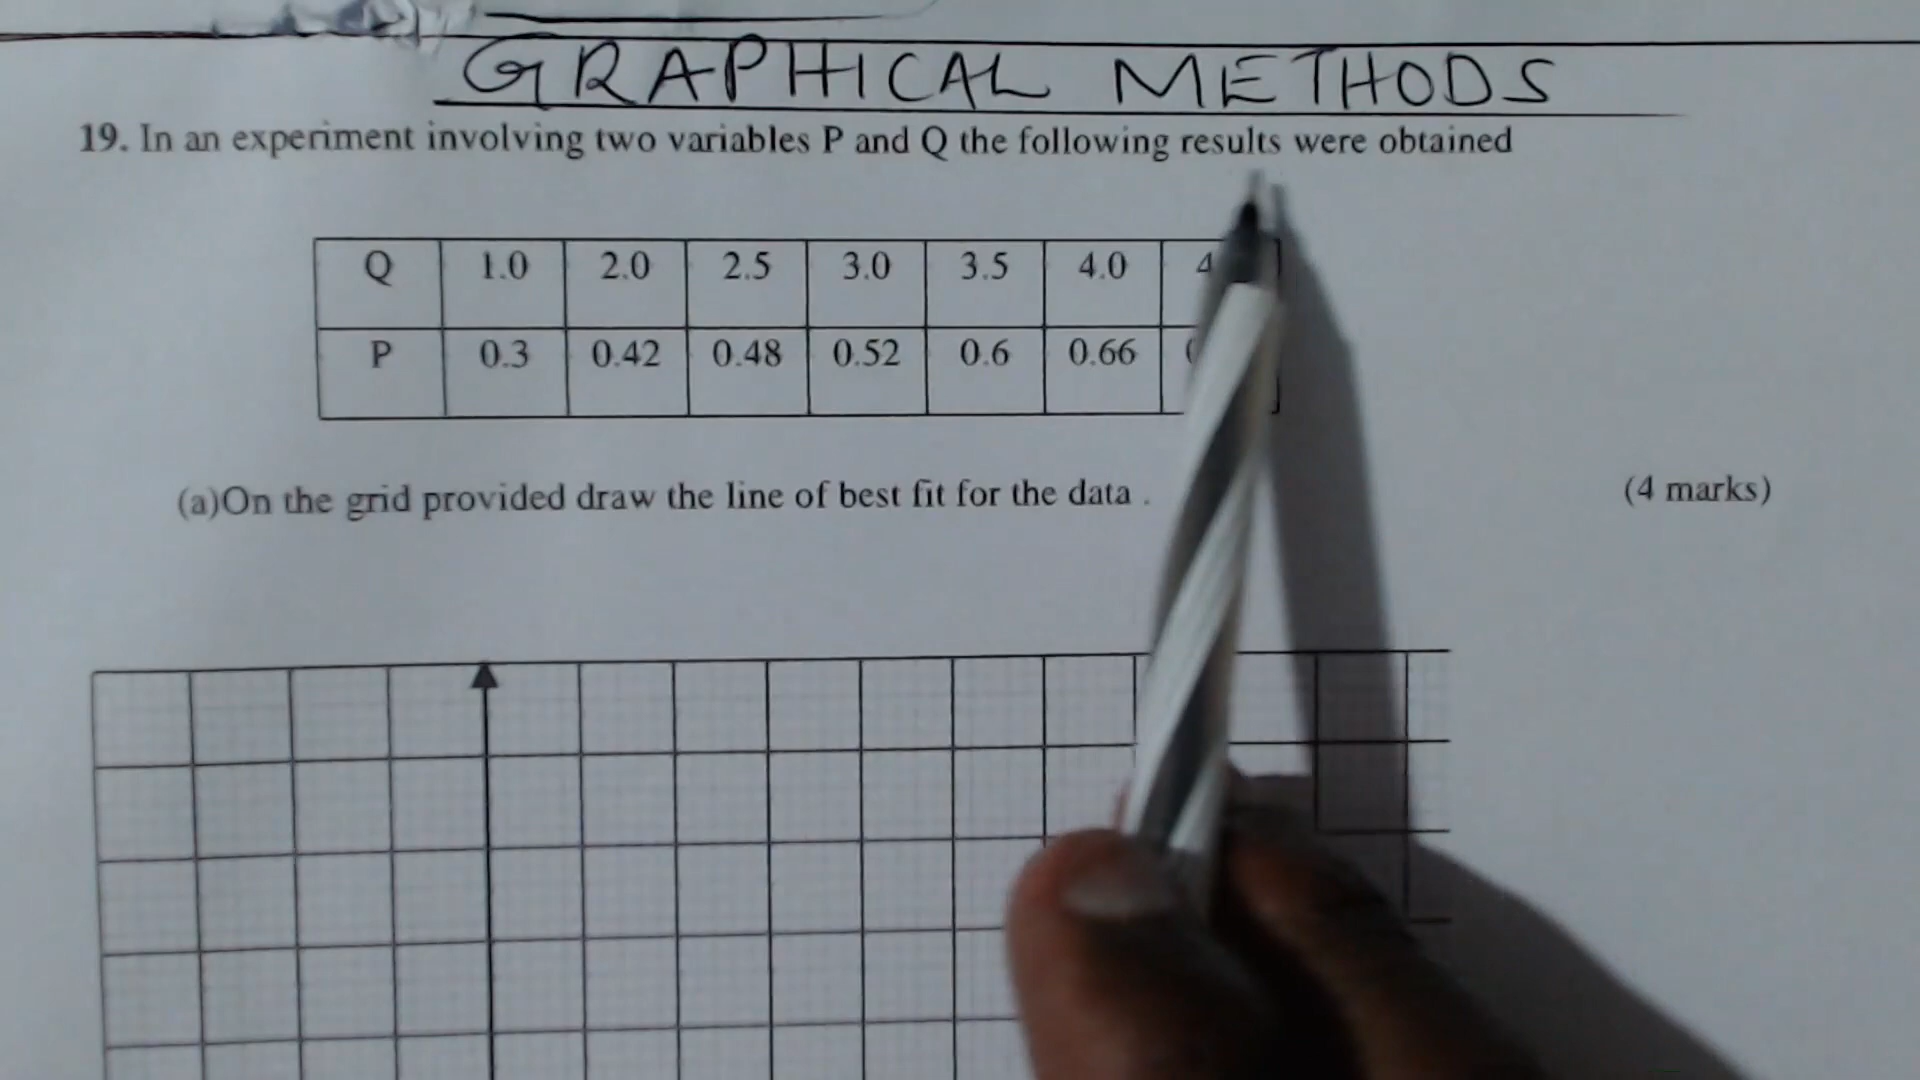 GRAPHICAL METHODS
19. In an experiment involving two variables P and Q the following results were obtained
Q 1.0 2.0 2.5 3.0 3.5 4.0 4
P 0.3 0.42 0.48 0.52 0.6 0.66
(a)On the grid provided draw the line of best fit for the data . (4 marks)